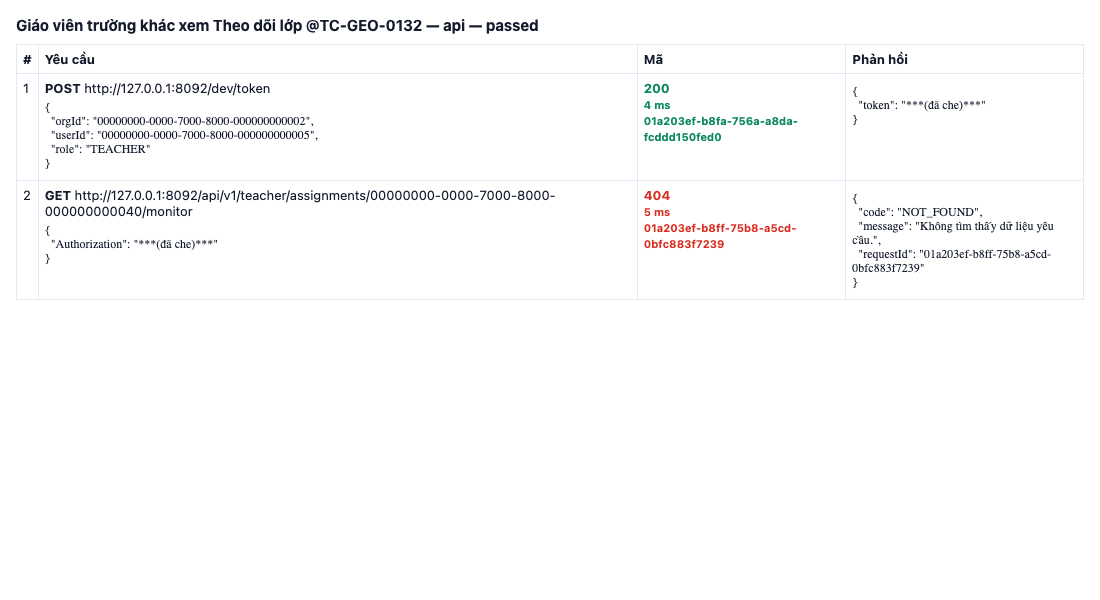 Giáo viên trường khác xem Theo dõi lớp @TC-GEO-0132 — api — passed
# Yêu cầu Mã Phản hồi
1 POST http://127.0.0.1:8092/dev/token
{
"orgId": "00000000-0000-7000-8000-000000000002",
"userId": "00000000-0000-7000-8000-000000000005",
"role": "TEACHER"
}
200
4 ms
01a203ef-b8fa-756a-a8da-
fcddd150fed0
{
"token": "***(đã che)***"
}
2 GET http://127.0.0.1:8092/api/v1/teacher/assignments/00000000-0000-7000-8000-
000000000040/monitor
{
"Authorization": "***(đã che)***"
}
404
5 ms
01a203ef-b8ff-75b8-a5cd-
0bfc883f7239
{
"code": "NOT_FOUND",
"message": "Không tìm thấy dữ liệu yêu
cầu.",
"requestId": "01a203ef-b8ff-75b8-a5cd-
0bfc883f7239"
}